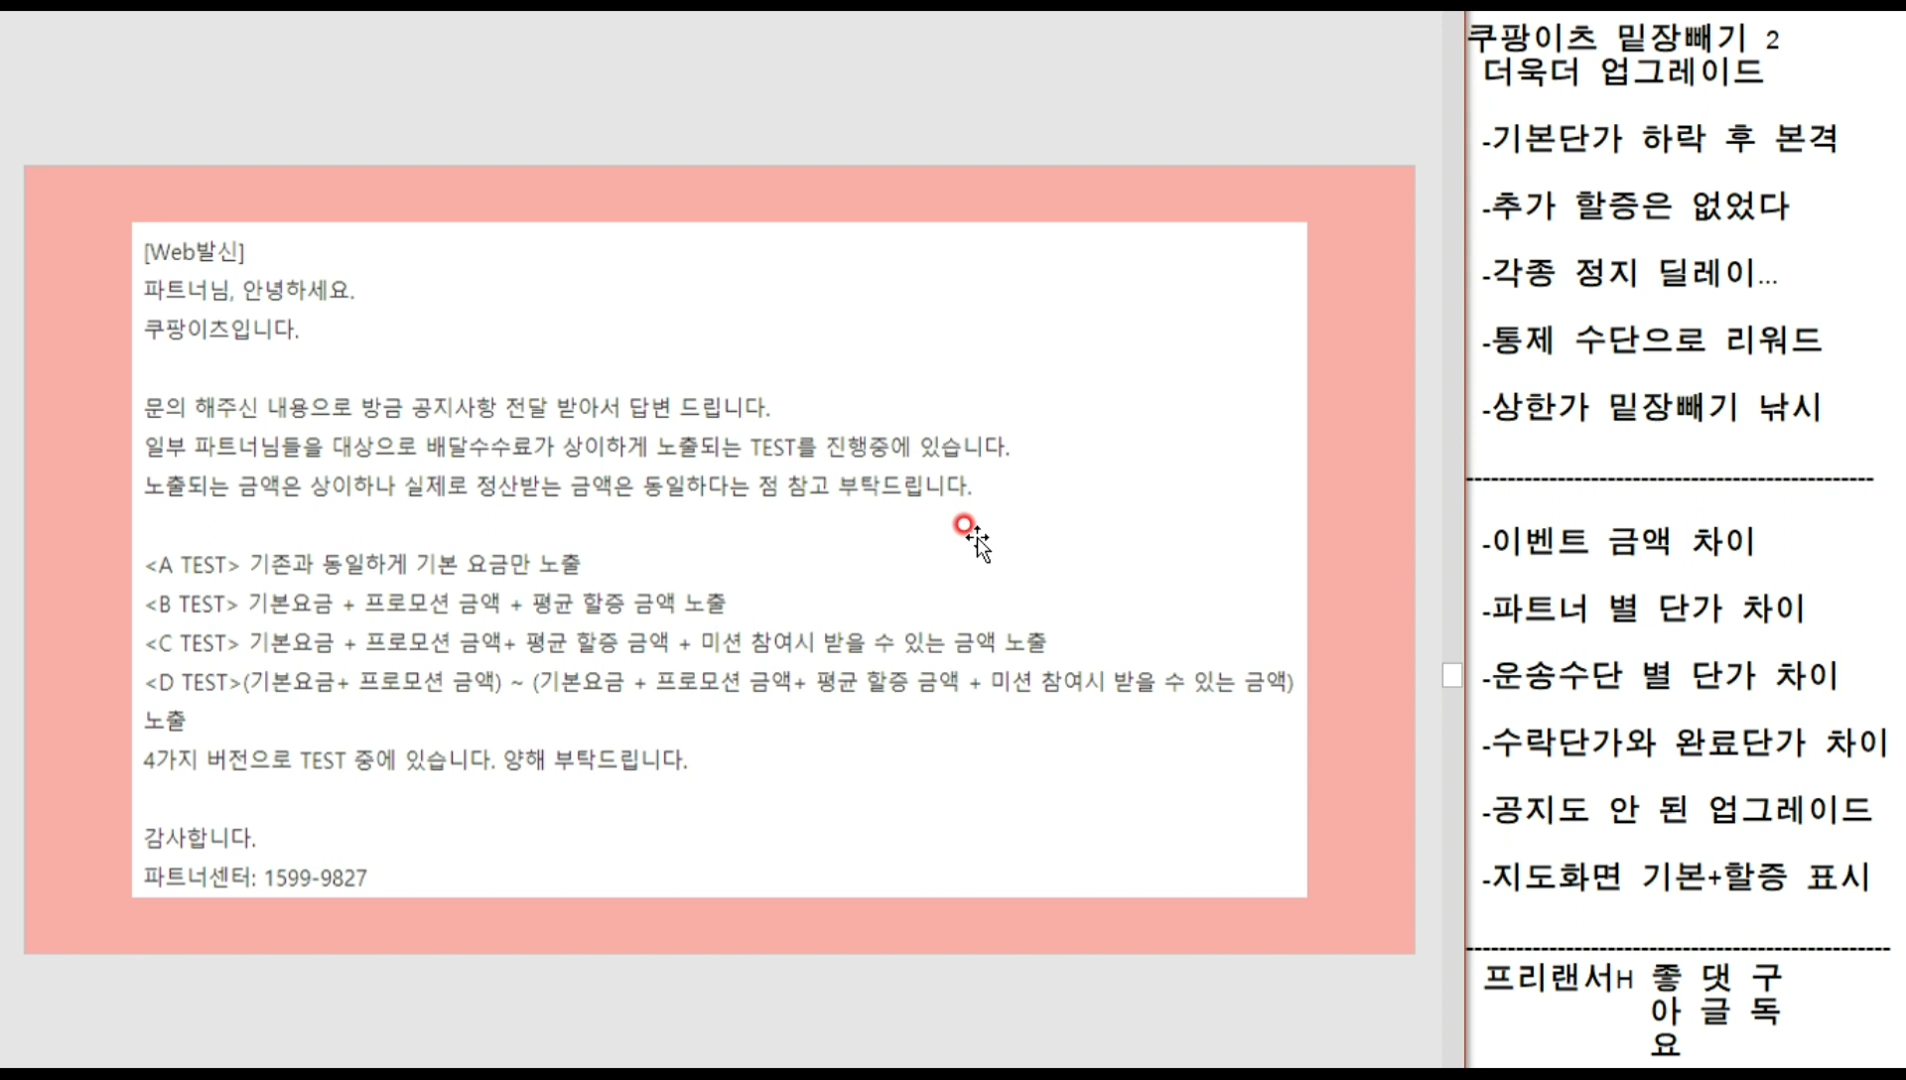 [Web발신]
파트너님, 안녕하세요.
쿠팡이츠입니다.
문의 해주신 내용으로 방금 공지사항 전달 받아서 답변 드립니다.
일부 파트너님들을 대상으로 배달수수료가 상이하게 노출되는 TEST를 진행중에 있습니다.
노출되는 금액은 상이하나 실제로 정산받는 금액은 동일하다는 점 참고 부탁드립니다.
<A TEST> 기존과 동일하게 기본 요금만 노출
<B TEST> 기본요금 + 프로모션 금액 + 평균 할증 금액 노출
<C TEST> 기본요금 + 프로모션 금액+ 평균 할증 금액 + 미션 참여시 받을 수 있는 금액 노출
<D TEST>(기본요금+ 프로모션 금액) ~ (기본요금 + 프로모션 금액+ 평균 할증 금액 + 미션 참여시 받을 수 있는 금액)
노출
4가지 버전으로 TEST 중에 있습니다. 양해 부탁드립니다.
감사합니다.
파트너센터: 1599-9827
쿠팡이츠 밑장빼기 2
더욱더 업그레이드
-기본단가 하락 후 본격
-추가 할증은 없었다
-각종 정지 딜레이...
-통제 수단으로 리워드
-상한가 밑장빼기 낚시
-----------------------------------------------
-이벤트 금액 차이
-파트너 별 단가 차이
-운송수단 별 단가 차이
-수락단가와 완료단가 차이
-공지도 안 된 업그레이드
-지도화면 기본+할증 표시
-------------------------------------------------
프리랜서H 좋 댓 구
아 글 독
요